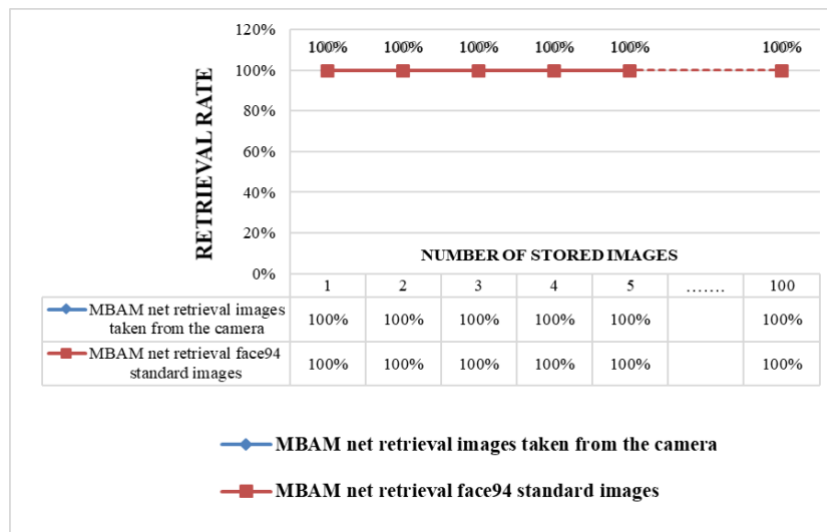 120%
100% 100% 100% 100% 100% 100%
100%
80%
60%
40%
20%
0%
RETRIEVAL RATE
NUMBER OF STORED IMAGES
1 2 3 4 5 ....... 100
MBAM net retrieval images
taken from the camera
100% 100% 100% 100% 100% 100%
MBAM net retrieval face94
standard images
100% 100% 100% 100% 100% 100%
MBAM net retrieval images taken from the camera
MBAM net retrieval face94 standard images